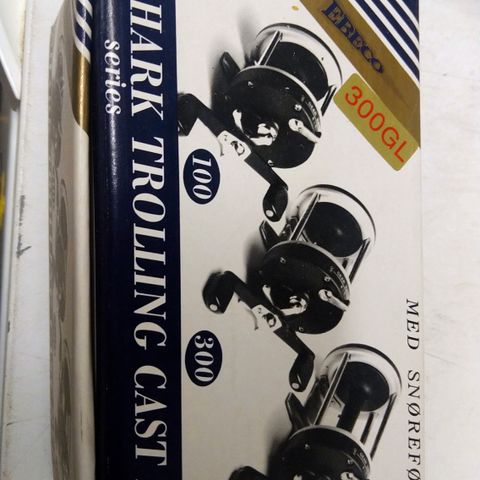 EBECO
300GL
HARK TROLLING CAST
series
100
300
MED SNØREFØ